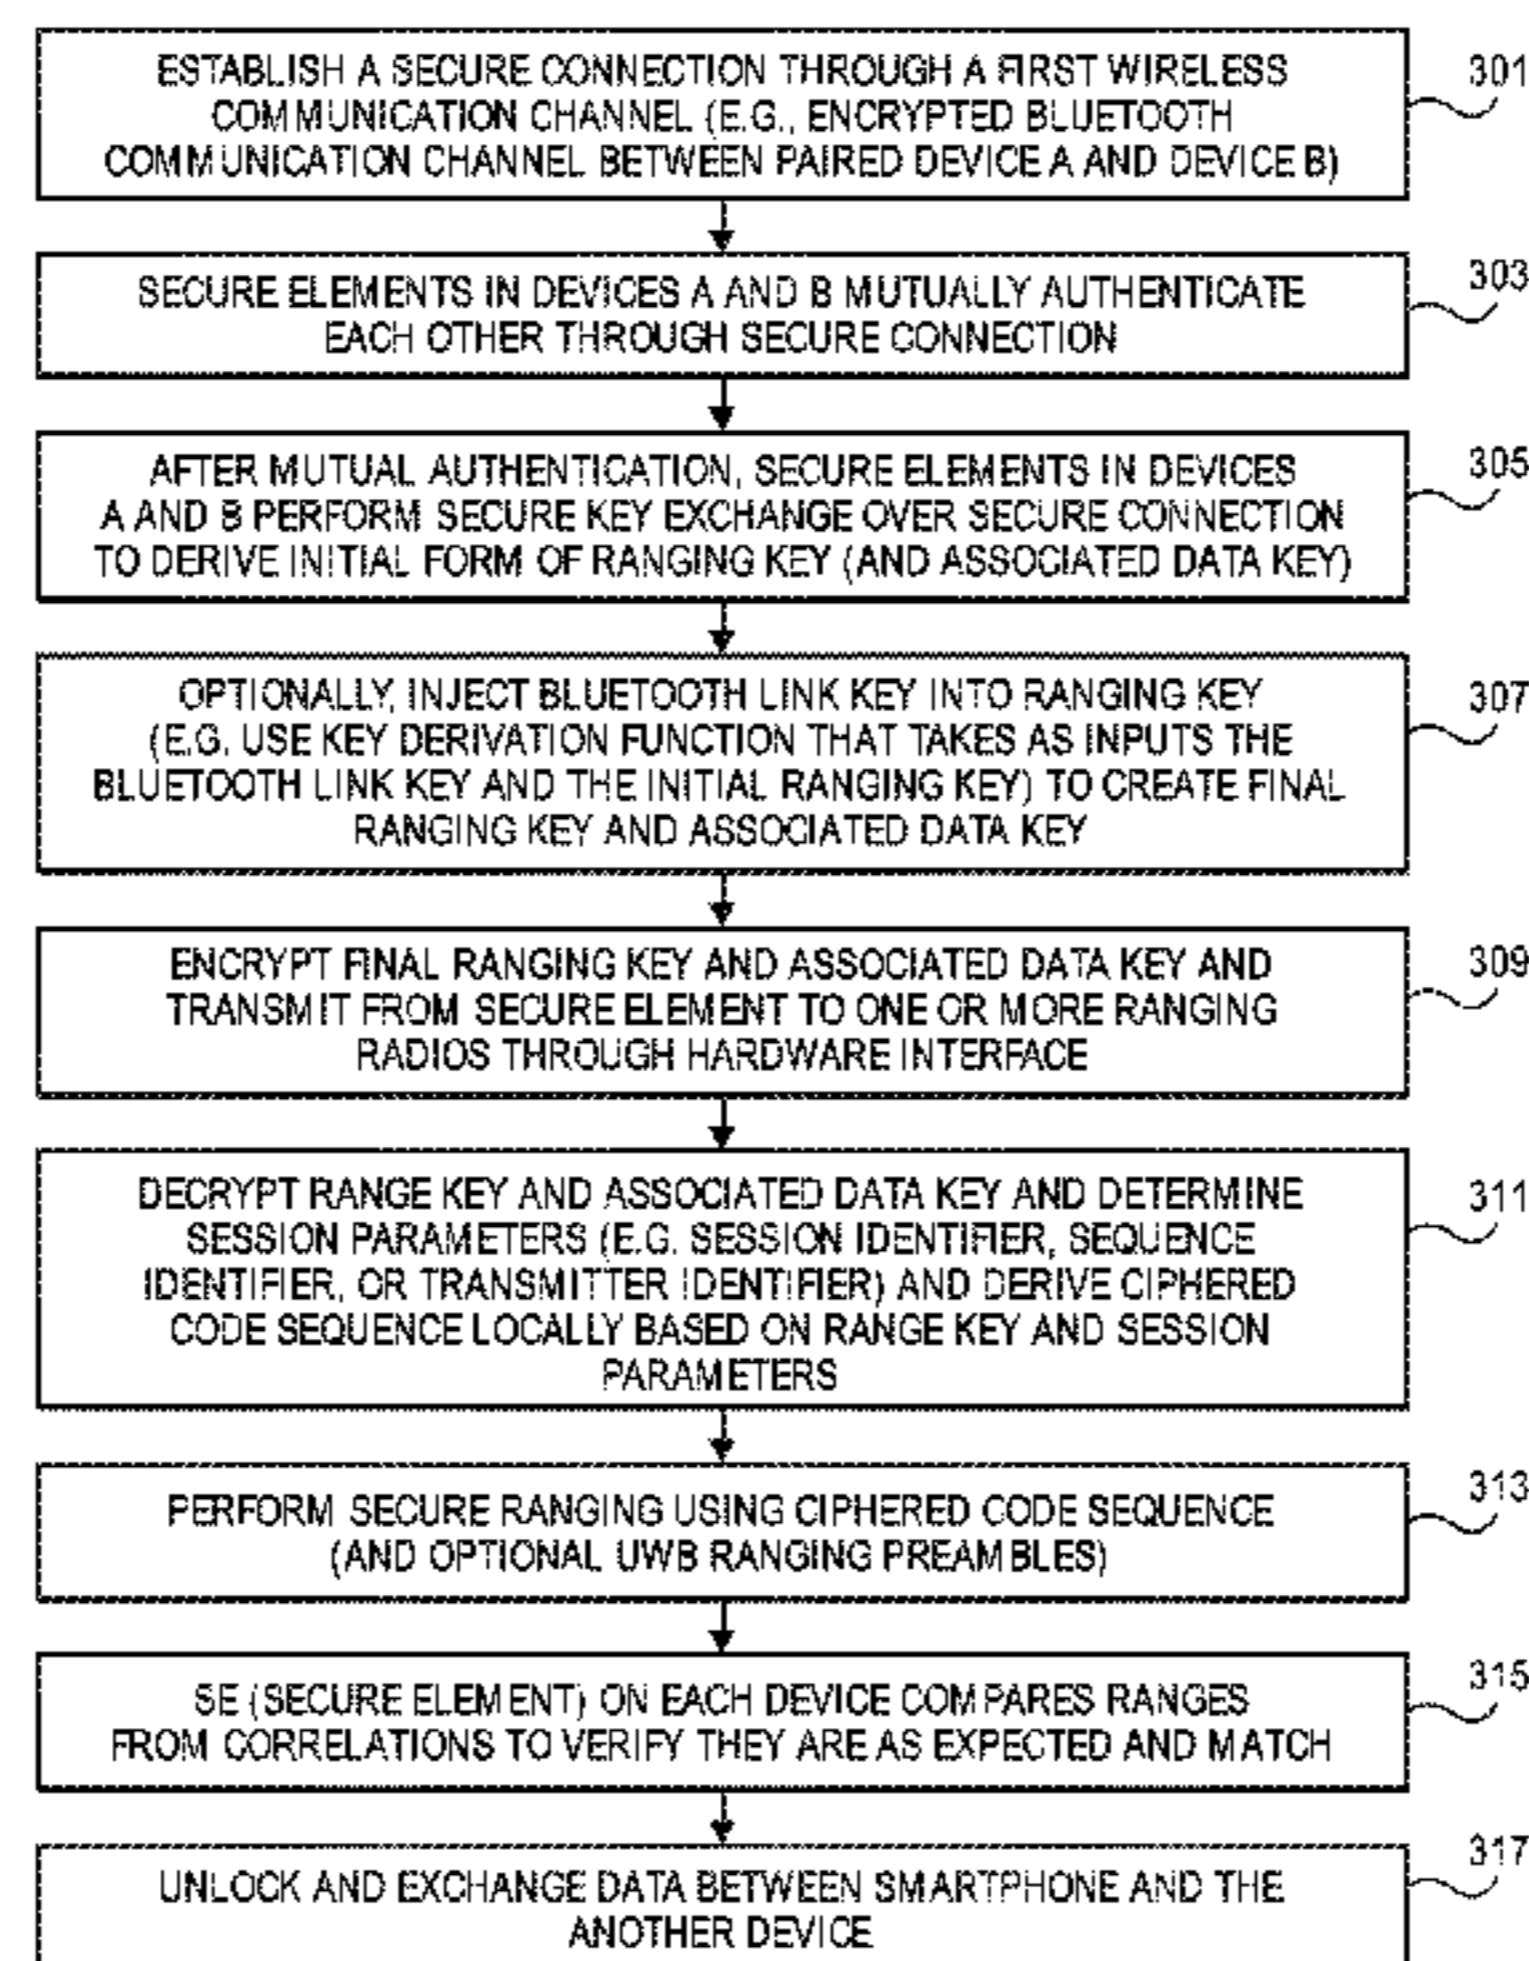 ESTABLISH A SECURE CONNECTION THROUGH A FIRST WIRELESS
COMMUNICATION CHANNEL (E.G., ENCRYPTED BLUETOOTH
COMMUNICATION CHANNEL BETWEEN PAIRED DEVICE A AND DEVICE B)
301
SECURE ELEMENTS IN DEVICES A AND B MUTUALLY AUTHENTICATE
EACH OTHER THROUGH SECURE CONNECTION
303
AFTER MUTUAL AUTHENTICATION, SECURE ELEMENTS IN DEVICES
A AND B PERFORM SECURE KEY EXCHANGE OVER SECURE CONNECTION
TO DERIVE INITIAL FORM OF RANGING KEY (AND ASSOCIATED DATA KEY)
305
OPTIONALLY, INJECT BLUETOOTH LINK KEY INTO RANGING KEY
(E.G. USE KEY DERIVATION FUNCTION THAT TAKES AS INPUTS THE
BLUETOOTH LINK KEY AND THE INITIAL RANGING KEY) TO CREATE FINAL
RANGING KEY AND ASSOCIATED DATA KEY
307
ENCRYPT FINAL RANGING KEY AND ASSOCIATED DATA KEY AND
TRANSMIT FROM SECURE ELEMENT TO ONE OR MORE RANGING
RADIOS THROUGH HARDWARE INTERFACE
309
DECRYPT RANGE KEY AND ASSOCIATED DATA KEY AND DETERMINE
SESSION PARAMETERS (E.G. SESSION IDENTIFIER, SEQUENCE
IDENTIFIER, OR TRANSMITTER IDENTIFIER) AND DERIVE CIPHERED
CODE SEQUENCE LOCALLY BASED ON RANGE KEY AND SESSION
PARAMETERS
311
PERFORM SECURE RANGING USING CIPHERED CODE SEQUENCE
(AND OPTIONAL UWB RANGING PREAMBLES)
313
SE (SECURE ELEMENT) ON EACH DEVICE COMPARES RANGES
FROM CORRELATIONS TO VERIFY THEY ARE AS EXPECTED AND MATCH
315
UNLOCK AND EXCHANGE DATA BETWEEN SMARTPHONE AND THE
ANOTHER DEVICE
317